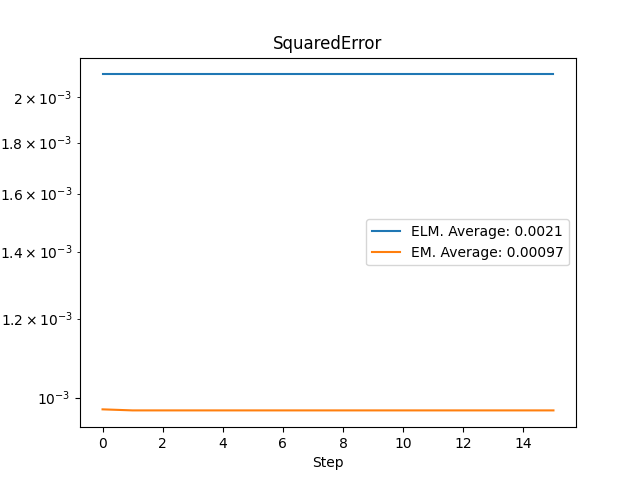 SquaredError
2 × 10⁻³
1.8 × 10⁻³
1.6 × 10⁻³
1.4 × 10⁻³
1.2 × 10⁻³
10⁻³
ELM. Average: 0.0021
EM. Average: 0.00097
0 2 4 6 8 10 12 14
Step